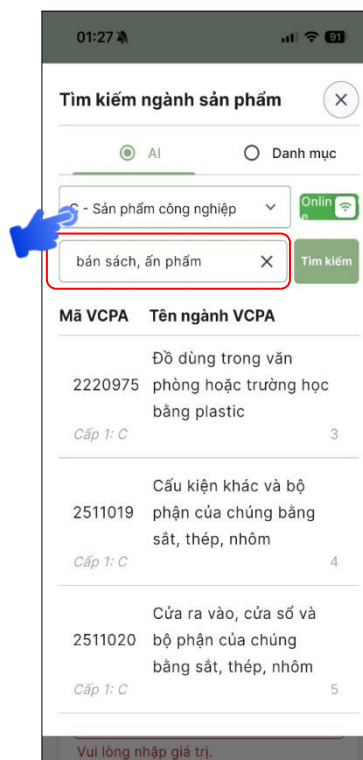 01:27
91
Tìm kiếm ngành sản phẩm
AI
Danh mục
C - Sản phẩm công nghiệp
Onlin
e
bán sách, ấn phẩm
Tìm kiếm
Mã VCPA Tên ngành VCPA
Đồ dùng trong văn
2220975 phòng hoặc trường học
bằng plastic
Cấp 1: C 3
Cấu kiện khác và bộ
2511019 phận của chúng bằng
sắt, thép, nhôm
Cấp 1: C 4
Cửa ra vào, cửa sổ và
2511020 bộ phận của chúng
bằng sắt, thép, nhôm
Cấp 1: C 5
Vui lòng nhập giá trị.